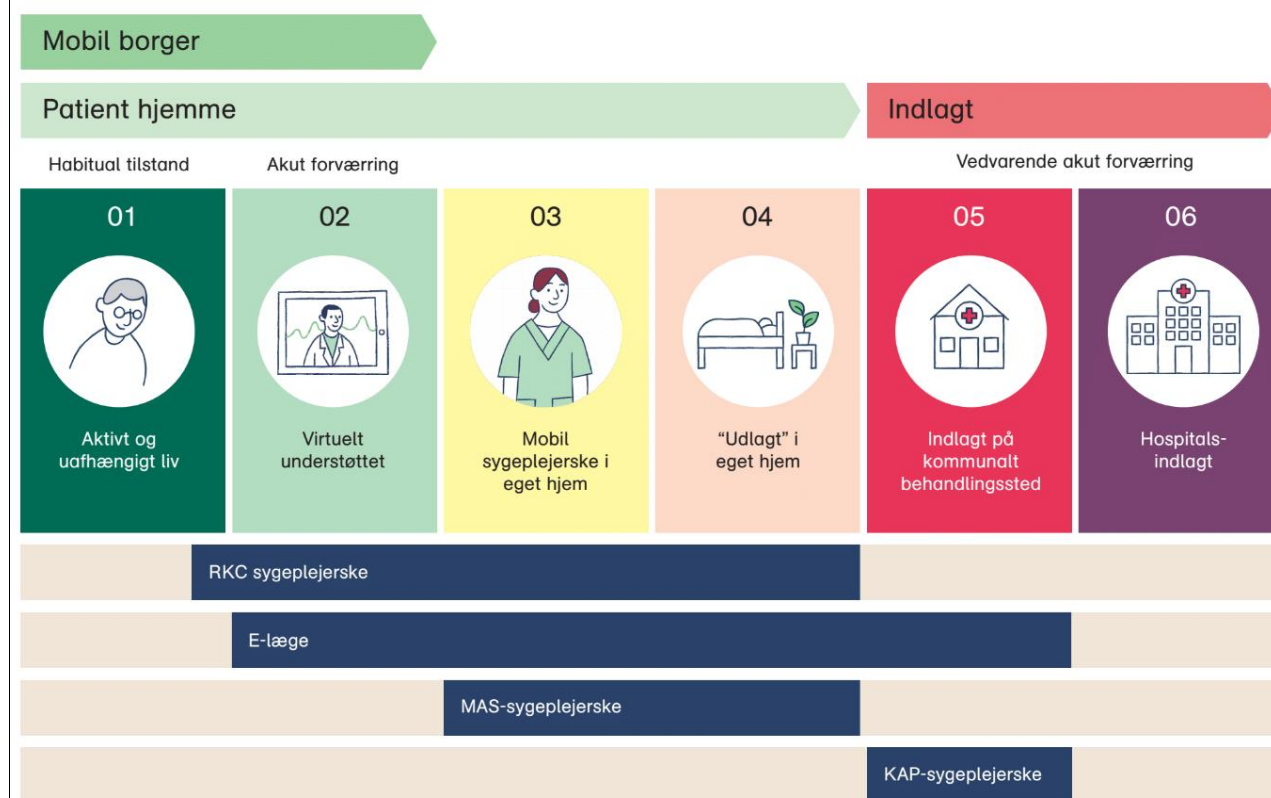 Mobil borger
Patient hjemme
Indlagt
Habitual tilstand
Akut forværring
Vedvarende akut forværring
01
02
03
04
05
06
Aktivt og
uafhængigt liv
Virtuelt
understøttet
Mobil
sygeplejerske i
eget hjem
“Udlagt” i
eget hjem
Indlagt på
kommunalt
behandlingssted
Hospitals-
indlagt
RKC sygeplejerske
E-læge
MAS-sygeplejerske
KAP-sygeplejerske